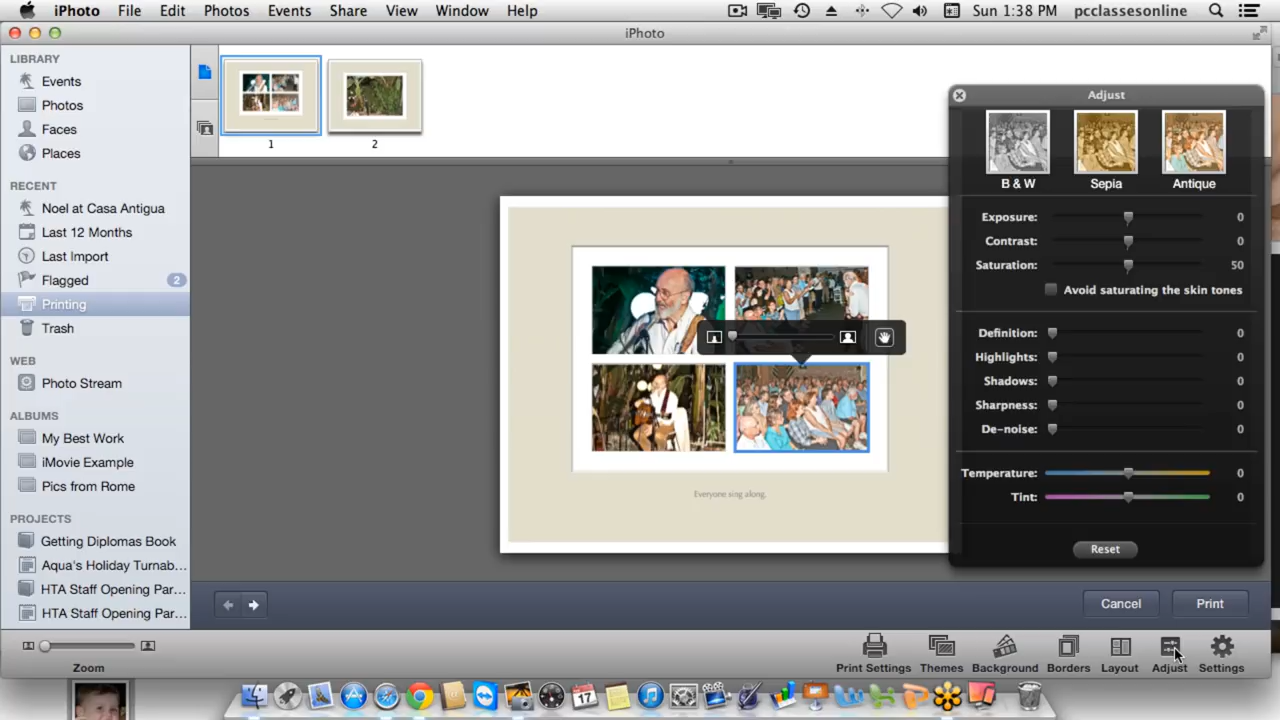 iPhoto File Edit Photos Events Share View Window Help Sun 1:38 PM pcclassesonline
iPhoto
LIBRARY
Events
Photos
Faces
Places
RECENT
Noel at Casa Antigua
Last 12 Months
Last Import
Flagged 2
Printing
Trash
WEB
Photo Stream
ALBUMS
My Best Work
iMovie Example
Pics from Rome
PROJECTS
Getting Diplomas Book
Aqua's Holiday Turnab...
HTA Staff Opening Par...
HTA Staff Opening Par...
1 2
Everyone sing along.
Adjust
B & W Sepia Antique
Exposure: 0
Contrast: 0
Saturation: 50
Avoid saturating the skin tones
Definition: 0
Highlights: 0
Shadows: 0
Sharpness: 0
De-noise: 0
Temperature: 0
Tint: 0
Reset
Cancel Print
Zoom Print Settings Themes Background Borders Layout Adjust Settings
17